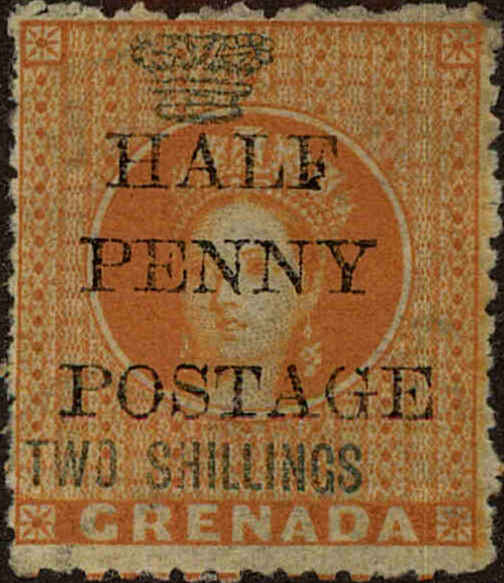 HALF
PENNY
POSTAGE
TWO SHILLINGS
GRENADA